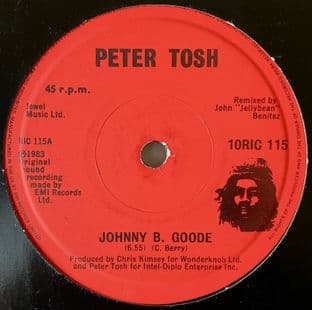 PETER TOSH
45 r.p.m.
Jewel
Music Ltd.
Remixed by
John "Jellybean"
Benitez
RIC 115A
10RIC 115
℗1983
Original
sound
recording
made by
EMI Records
Ltd.
JOHNNY B. GOODE
(6.55) (C. Berry)
Produced by Chris Kimsey for Wonderknob Ltd.
and Peter Tosh for Intel-Diplo Enterprise Inc.